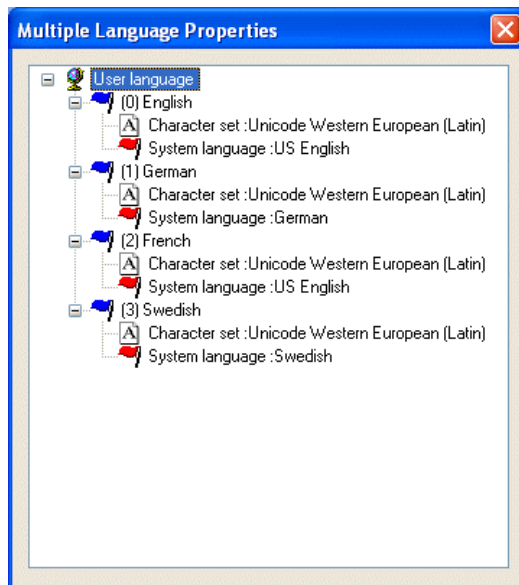 Multiple Language Properties
User language
(0) English
A Character set :Unicode Western European (Latin)
System language :US English
(1) German
A Character set :Unicode Western European (Latin)
System language :German
(2) French
A Character set :Unicode Western European (Latin)
System language :US English
(3) Swedish
A Character set :Unicode Western European (Latin)
System language :Swedish